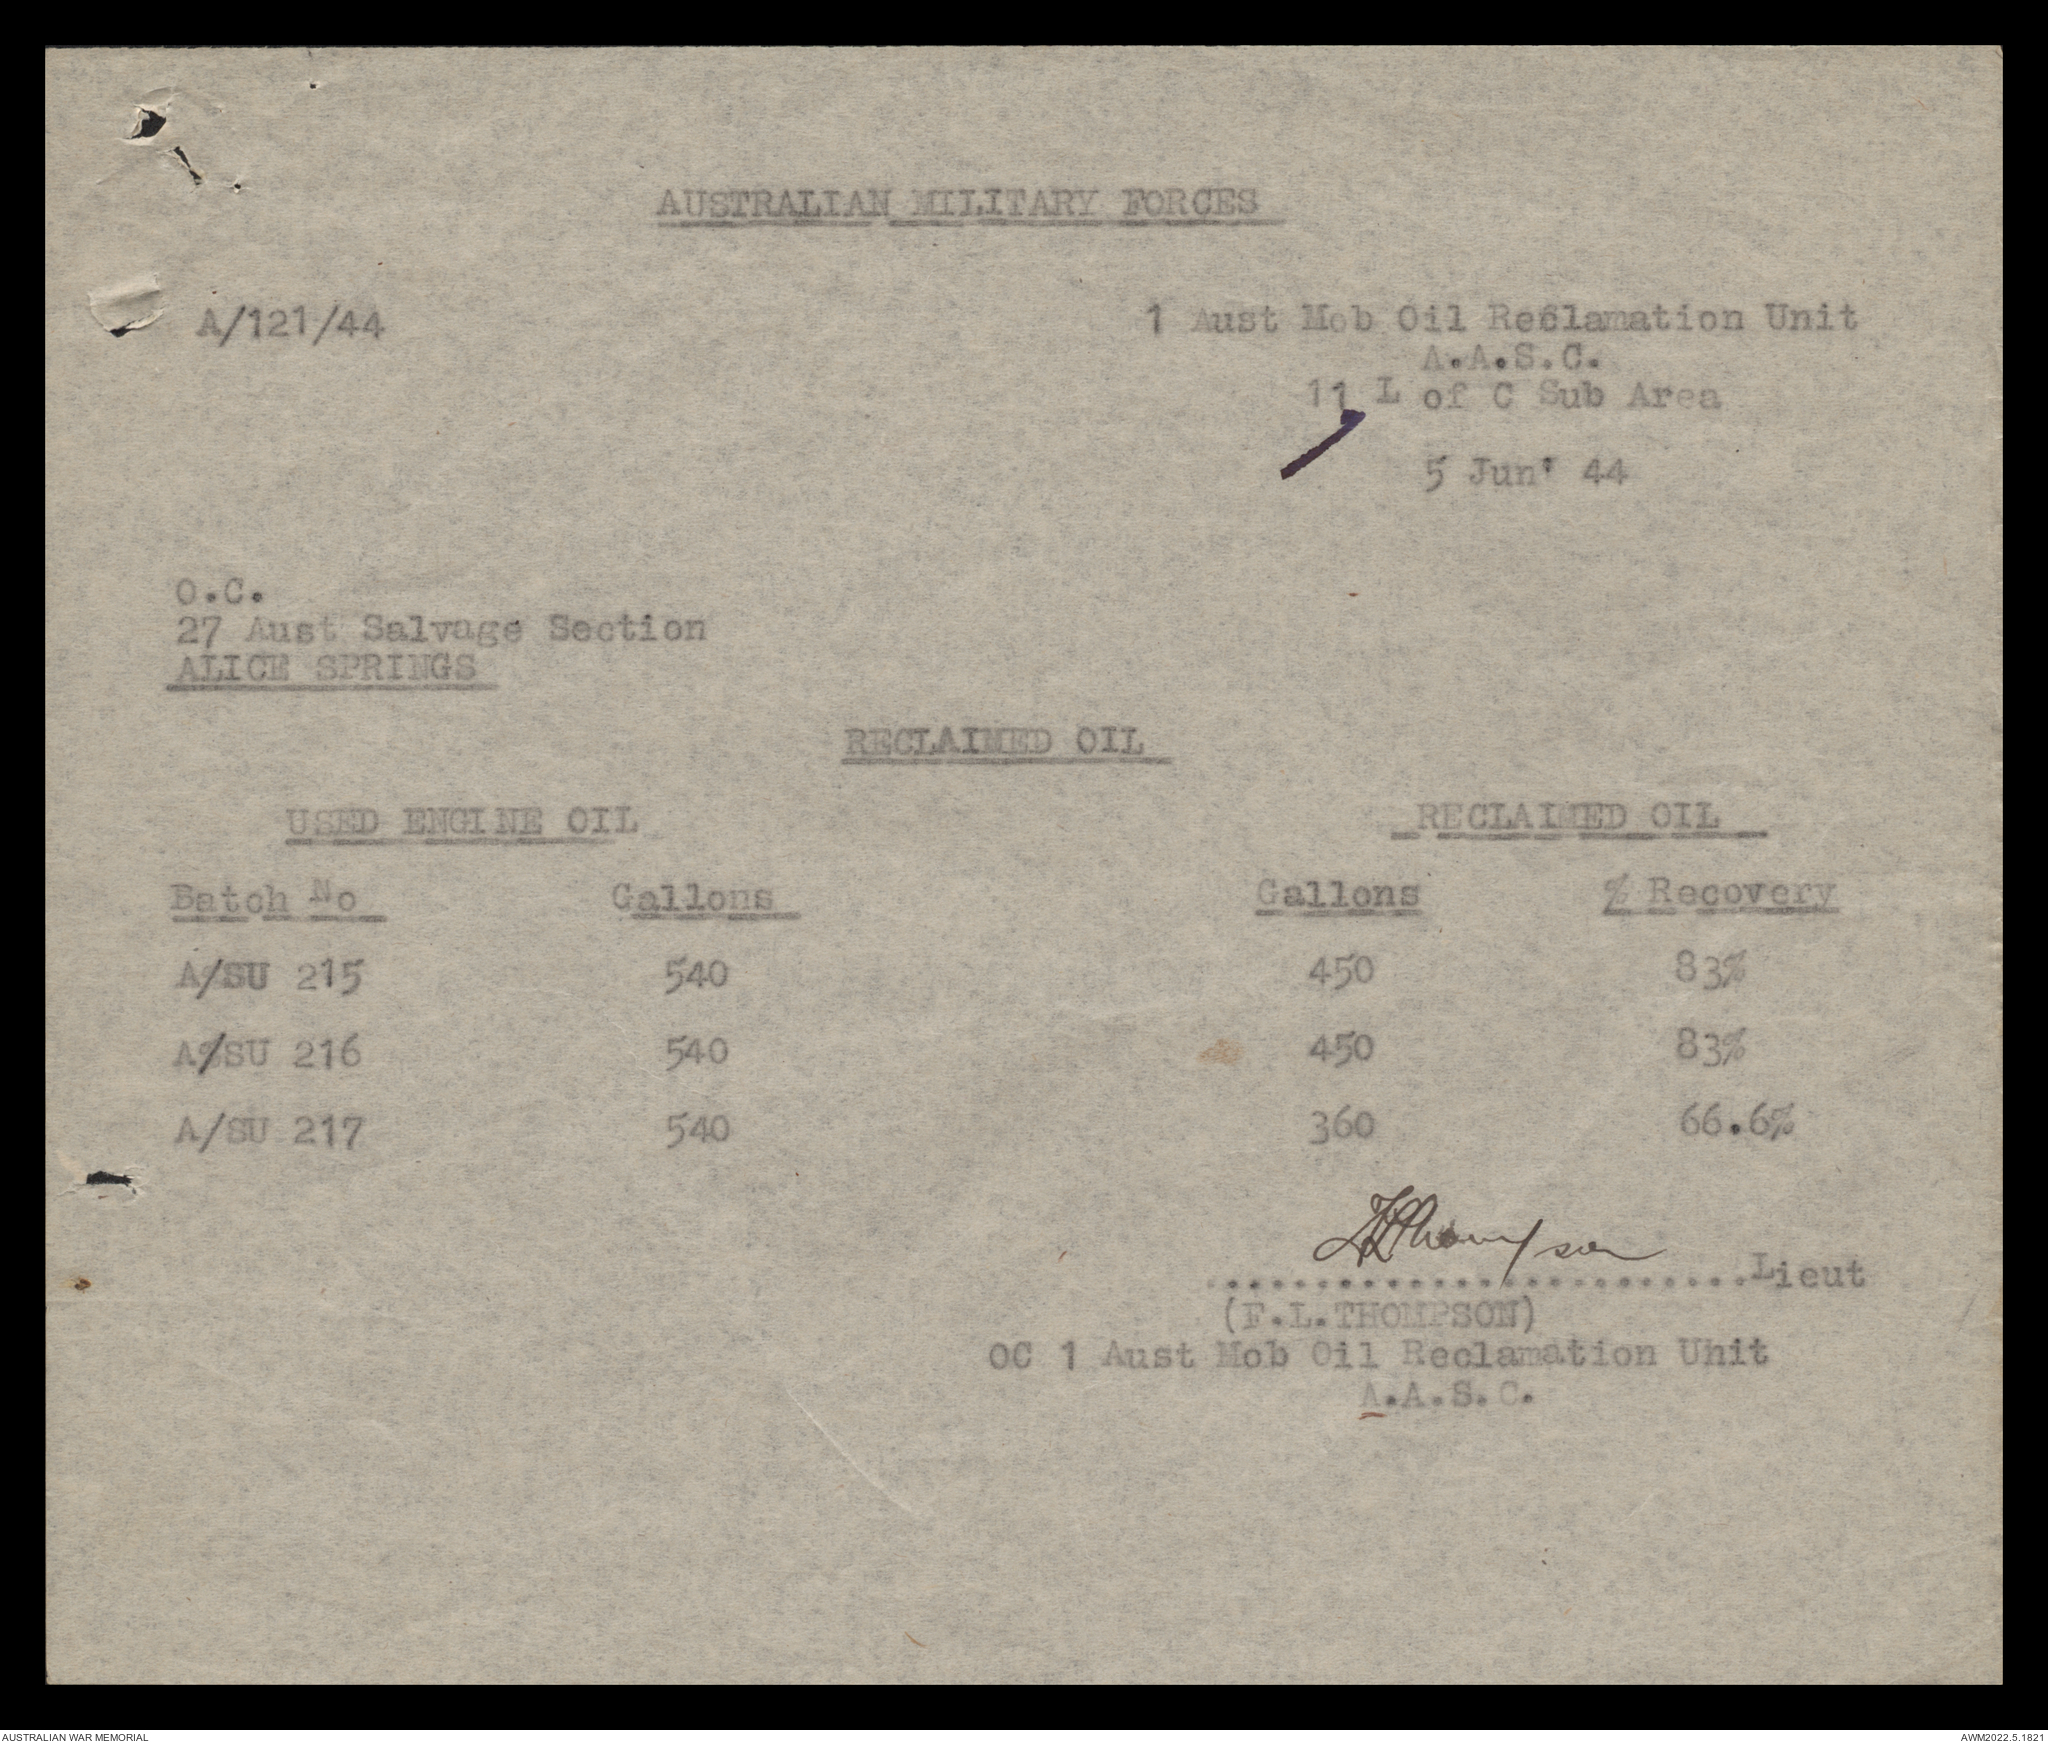 AUSTRALIAN MILITARY FORCES
A/121/44
1 Aust Mob Oil Reclamation Unit
A.A.S.C.
11 L of C Sub Area
5 Jun' 44
O.C.
27 Aust Salvage Section
ALICE SPRINGS
RECLAIMED OIL
USED ENGINE OIL RECLAIMED OIL
Batch No Gallons Gallons % Recovery
A/SU 215 540 450 83%
A/SU 216 540 450 83%
A/SU 217 540 360 66.6%
FLThompson
..........................Lieut
(F.L.THOMPSON)
OC 1 Aust Mob Oil Reclamation Unit
A.A.S.C.
AUSTRALIAN WAR MEMORIAL AWM2022.5.1821